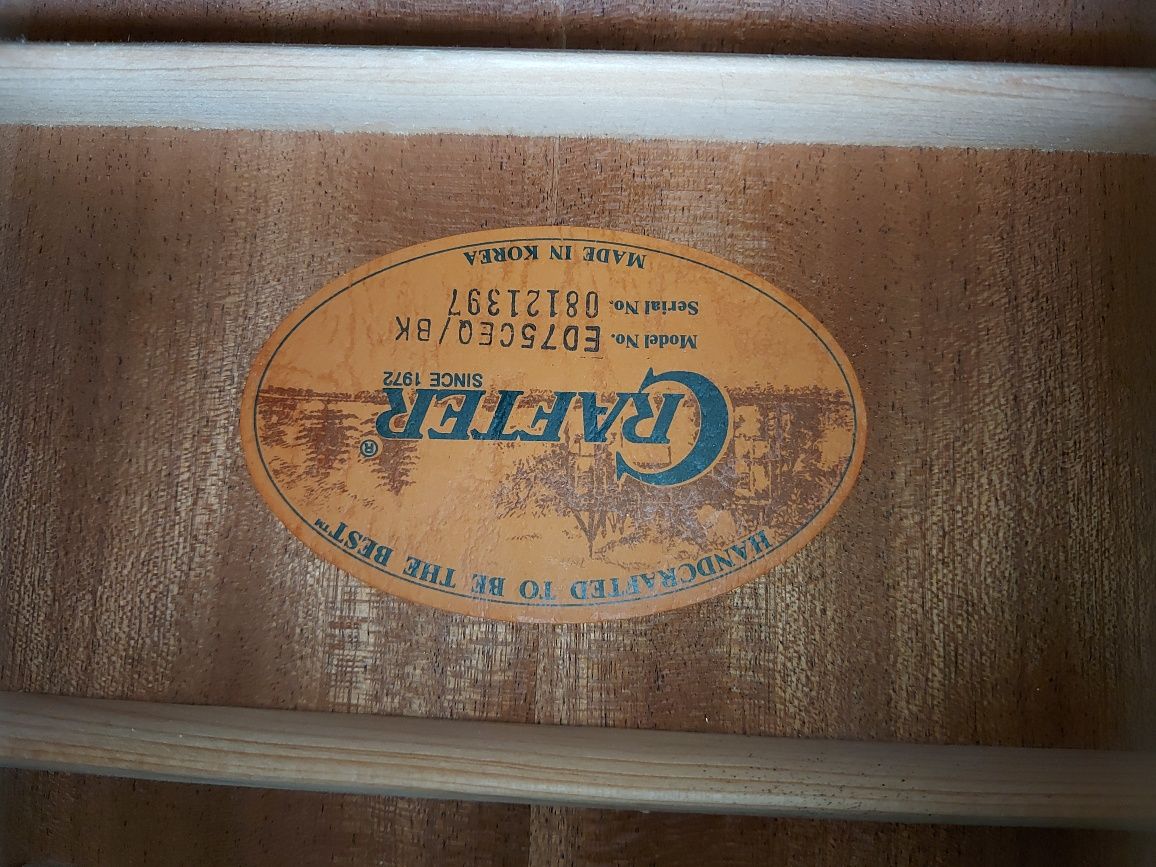 HANDCRAFTED TO BE THE BEST™
CRAFTER®
SINCE 1972
Model No. ED75CEQ/BK
Serial No. 08121397
MADE IN KOREA